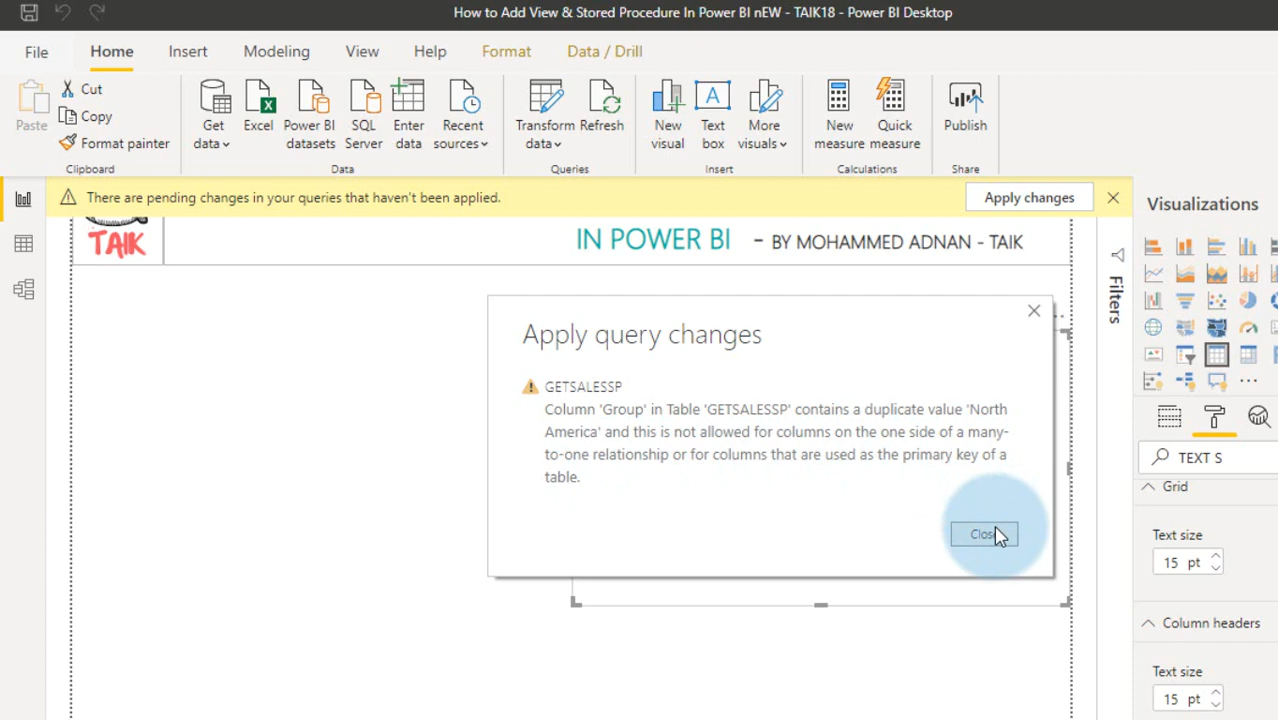 How to Add View & Stored Procedure In Power BI nEW - TAIK18 - Power BI Desktop
File Home Insert Modeling View Help Format Data / Drill
Paste
Cut
Copy
Format painter
Clipboard
Get data
Excel
Power BI datasets
SQL Server
Enter data
Recent sources
Data
Transform data
Refresh
Queries
New visual
Text box
More visuals
Insert
New measure
Quick measure
Calculations
Publish
Share
There are pending changes in your queries that haven't been applied.
Apply changes
TAIK
IN POWER BI - BY MOHAMMED ADNAN - TAIK
Apply query changes
GETSALESSP
Column 'Group' in Table 'GETSALESSP' contains a duplicate value 'North
America' and this is not allowed for columns on the one side of a many-
to-one relationship or for columns that are used as the primary key of a
table.
Close
Filters
Visualizations
TEXT S
Grid
Text size
15 pt
Column headers
Text size
15 pt